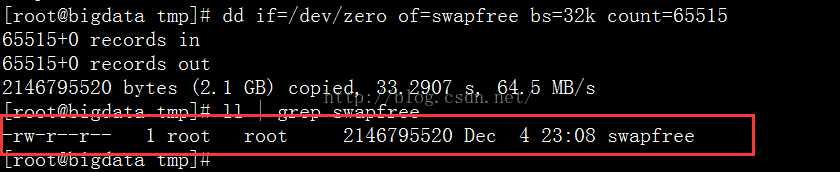 [root@bigdata tmp]# dd if=/dev/zero of=swapfree bs=32k count=65515
65515+0 records in
65515+0 records out
2146795520 bytes (2.1 GB) copied, 33.2907 s, 64.5 MB/s
http://blog.csdn.net/
[root@bigdata tmp]# ll | grep swapfree
-rw-r--r-- 1 root root 2146795520 Dec 4 23:08 swapfree
[root@bigdata tmp]#